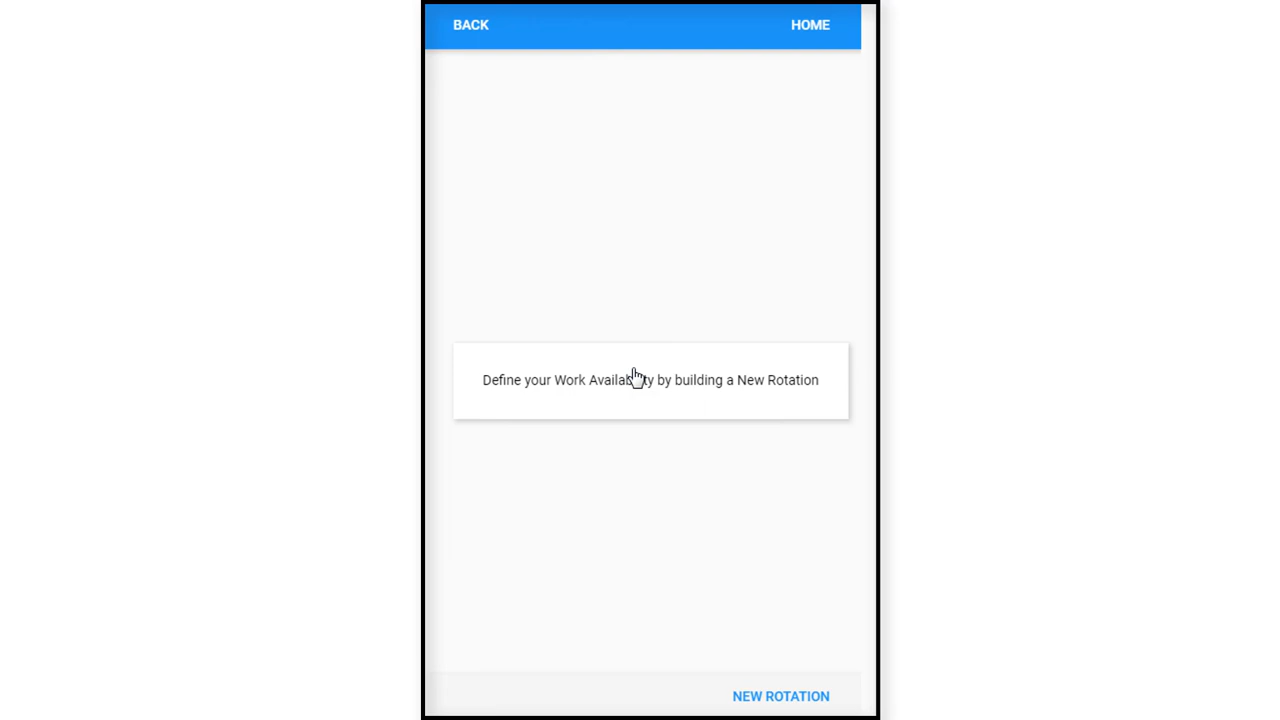 BACK HOME
Define your Work Availability by building a New Rotation
NEW ROTATION